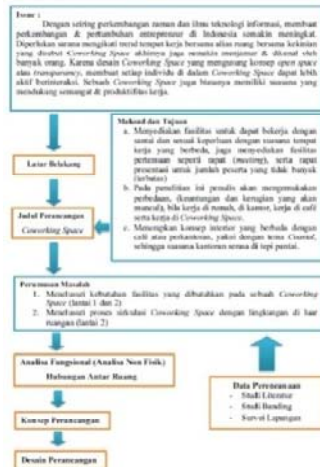 Issue :
Dengan seiring perkembangan zaman dan ilmu teknologi informasi, membuat
perkembangan & pertumbuhan entrepreneur di Indonesia semakin meningkat.
Diperlukan sarana mengikuti trend tempat kerja bersama alias ruang bersama kekinian
yang disebut Coworking Space akhirnya juga semakin menjamur & dikenal oleh
banyak orang. Karena desain Coworking Space yang mengusung konsep open space
atau transparency, membuat setiap individu di dalam Coworking Space dapat lebih
aktif berinteraksi. Sebuah Coworking Space juga biasanya memiliki suasana yang
mendukung semangat & produktifitas kerja.
Latar Belakang
Judul Perancangan
Coworking Space
Maksud dan Tujuan
a. Menyediakan fasilitas untuk dapat bekerja dengan
santai dan sesuai keperluan dengan suasana tempat
kerja yang berbeda, juga menyediakan fasilitas
pertemuan seperti rapat (meeting), serta rapat
presentasi untuk jumlah peserta yang tidak banyak
(terbatas)
b. Pada penelitian ini penulis akan mengemukakan
perbedaan, (keuntungan dan kerugian yang akan
muncul), bila kerja di rumah, di kantor, kerja di café
serta kerja di Coworking Space.
c. Menerapkan konsep interior yang berbeda dengan
café atau perkantoran, yakni dengan tema Coastal,
sehingga suasana kantoran serasa di tepi pantai.
Perumusan Masalah
1. Menelusuri kebutuhan fasilitas yang dibutuhkan pada sebuah Coworking
Space (lantai 1 dan 2)
2. Menelusuri proses sirkulasi Coworking Space dengan lingkungan di luar
ruangan (lantai 2)
Analisa Fungsional (Analisa Non Fisik)
Hubungan Antar Ruang
Konsep Perancangan
Desain Perancangan
Data Perencanaan
- Studi Literatur
- Studi Banding
- Survei Lapangan